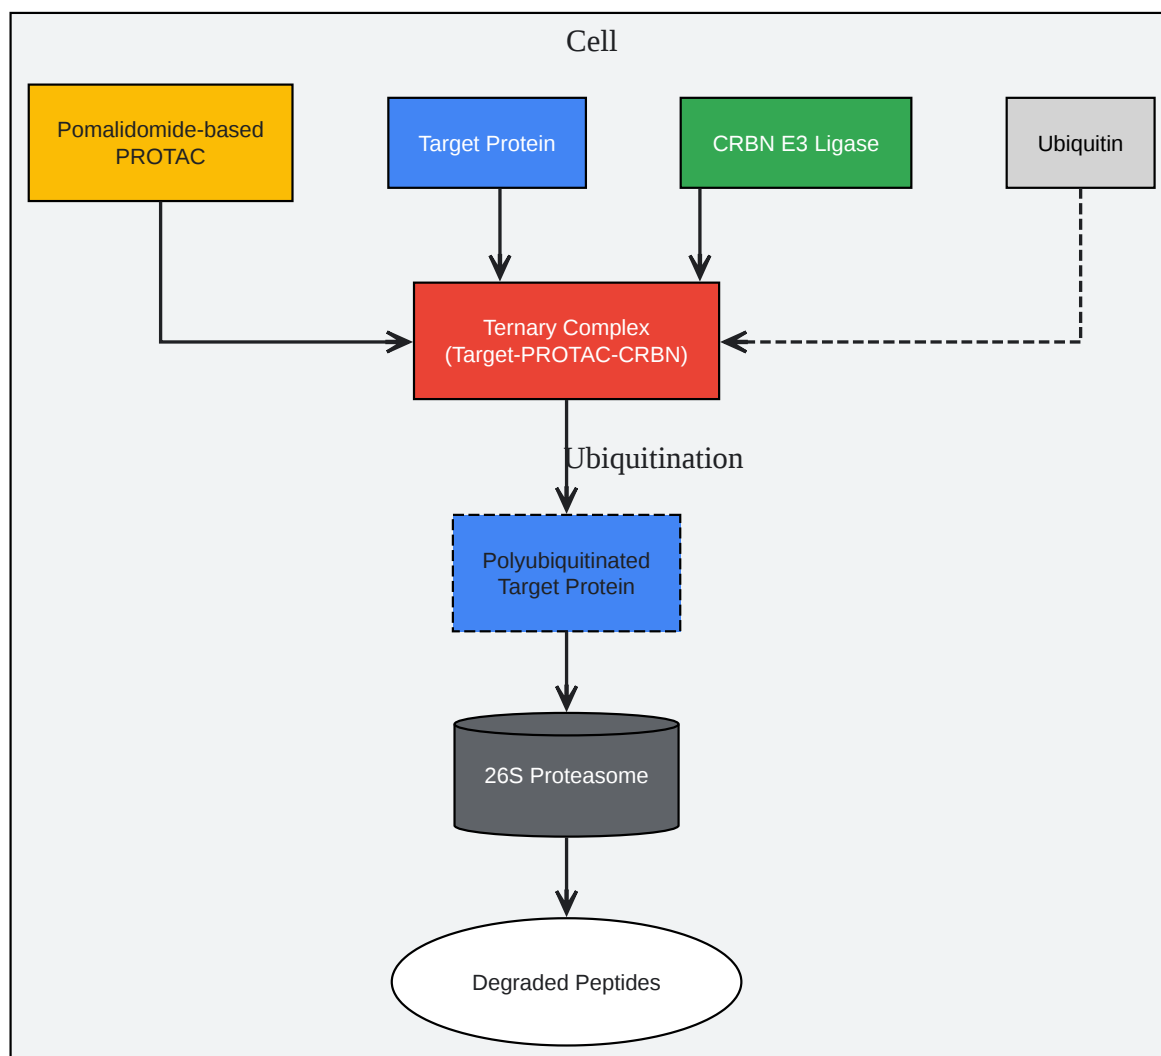 Cell
Pomalidomide-based
PROTAC
Target Protein
CRBN E3 Ligase
Ubiquitin
Ternary Complex
(Target-PROTAC-CRBN)
Ubiquitination
Polyubiquitinated
Target Protein
26S Proteasome
Degraded Peptides